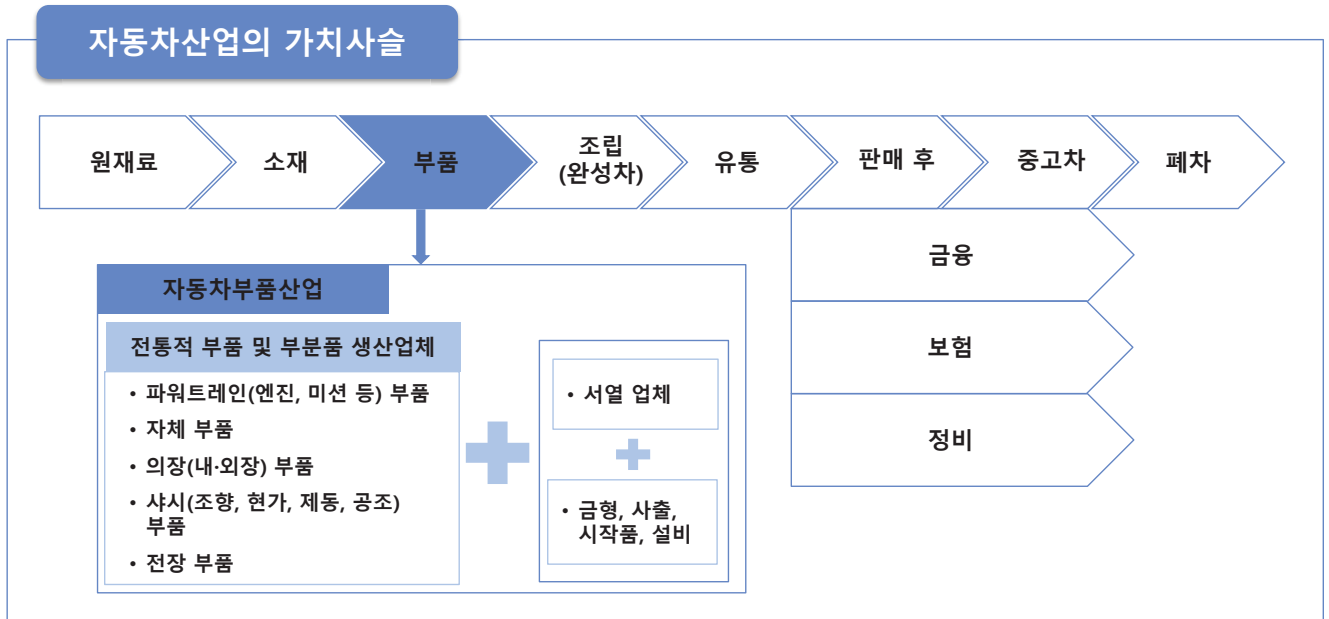 자동차산업의 가치사슬
원재료
소재
부품
조립
(완성차)
유통
판매 후
중고차
폐차
금융
보험
정비
자동차부품산업
전통적 부품 및 부분품 생산업체
• 파워트레인(엔진, 미션 등) 부품
• 자체 부품
• 의장(내·외장) 부품
• 샤시(조향, 현가, 제동, 공조)
부품
• 전장 부품
• 서열 업체
• 금형, 사출,
시작품, 설비